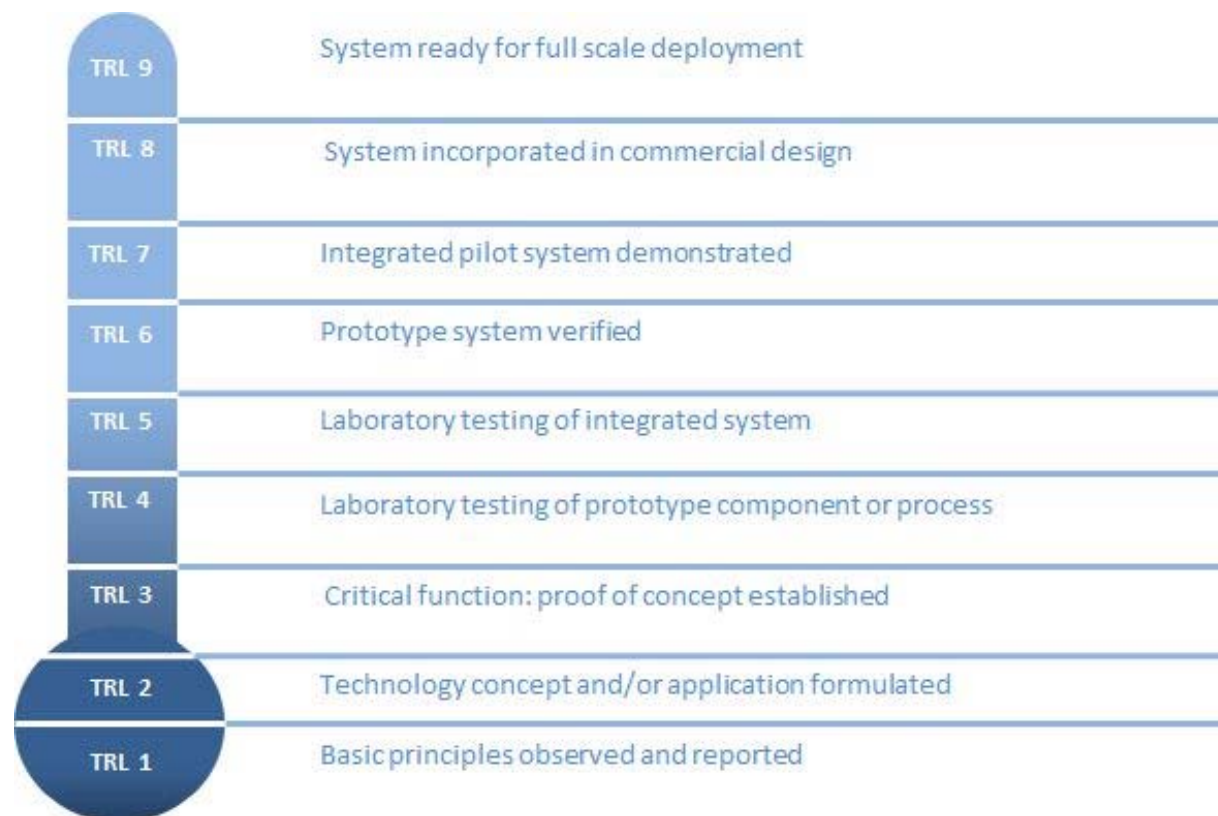 TRL 9 System ready for full scale deployment
TRL 8 System incorporated in commercial design
TRL 7 Integrated pilot system demonstrated
TRL 6 Prototype system verified
TRL 5 Laboratory testing of integrated system
TRL 4 Laboratory testing of prototype component or process
TRL 3 Critical function: proof of concept established
TRL 2 Technology concept and/or application formulated
TRL 1 Basic principles observed and reported